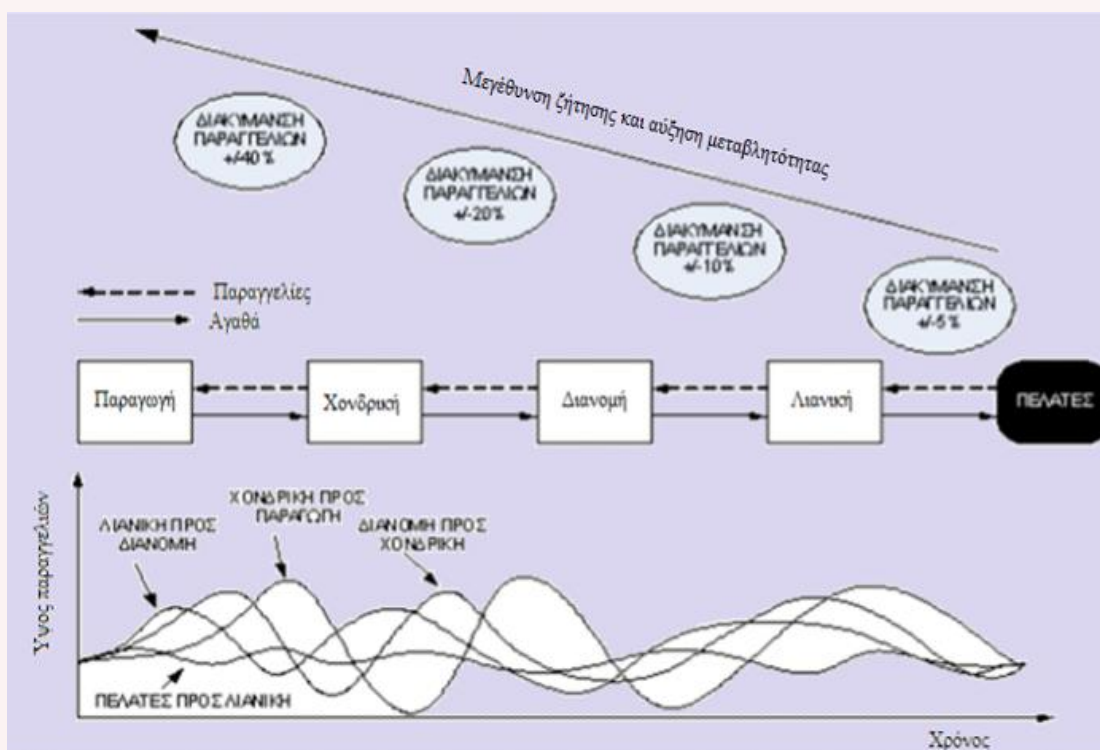 Μεγέθυνση ζήτησης και αύξηση μεταβλητότητας
ΔΙΑΚΥΜΑΝΣΗ
ΠΑΡΑΓΓΕΛΙΩΝ
+/-40 %
ΔΙΑΚΥΜΑΝΣΗ
ΠΑΡΑΓΓΕΛΙΩΝ
+/-20%
ΔΙΑΚΥΜΑΝΣΗ
ΠΑΡΑΓΓΕΛΙΩΝ
+/-10%
ΔΙΑΚΥΜΑΝΣΗ
ΠΑΡΑΓΓΕΛΙΩΝ
+/-5%
Παραγγελίες
Αγαθά
Παραγωγή
Χονδρική
Διανομή
Λιανική
ΠΕΛΑΤΕΣ
Ύψος παραγγελιών
ΛΙΑΝΙΚΗ ΠΡΟΣ
ΔΙΑΝΟΜΗ
ΧΟΝΔΡΙΚΗ ΠΡΟΣ
ΠΑΡΑΓΩΓΗ
ΔΙΑΝΟΜΗ ΠΡΟΣ
ΧΟΝΔΡΙΚΗ
ΠΕΛΑΤΕΣ ΠΡΟΣ ΛΙΑΝΙΚΗ
Χρόνος